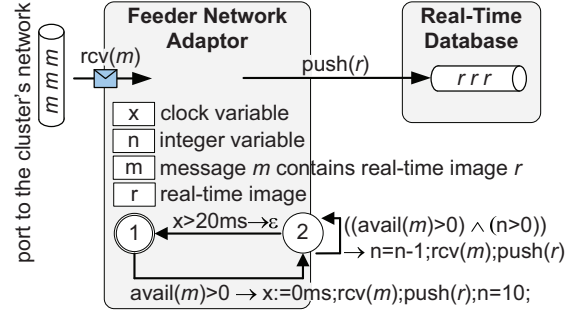 Feeder Network
Adaptor
Real-Time
Database
port to the cluster's network
m m m
rcv(m)
push(r)
r r r
x clock variable
n integer variable
m message m contains real-time image r
r real-time image
1
x>20ms→ε
2
((avail(m)>0) ∧ (n>0))
→ n=n-1;rcv(m);push(r)
avail(m)>0 → x:=0ms;rcv(m);push(r);n=10;